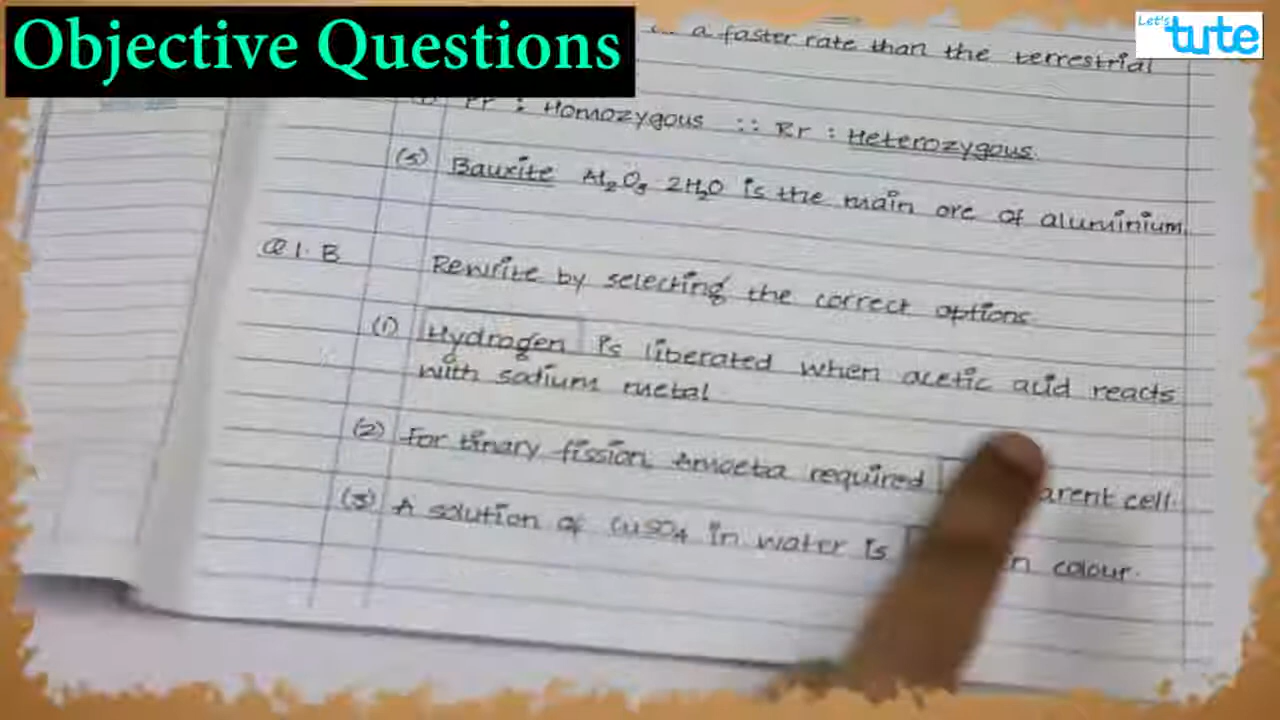 Objective Questions
Let's
tute
a faster rate than the terrestrial
: Homozygous :: Rr : Heterozygous.
(5) Bauxite Al2O3 2H2O is the main ore of aluminium
Q1. B Rewrite by selecting the correct options
(1) Hydrogen is liberated when acetic acid reacts
with sodium metal
(2) For binary fission, Amoeba required arent cell.
(3) A solution of CuSO4 in water is n colour.